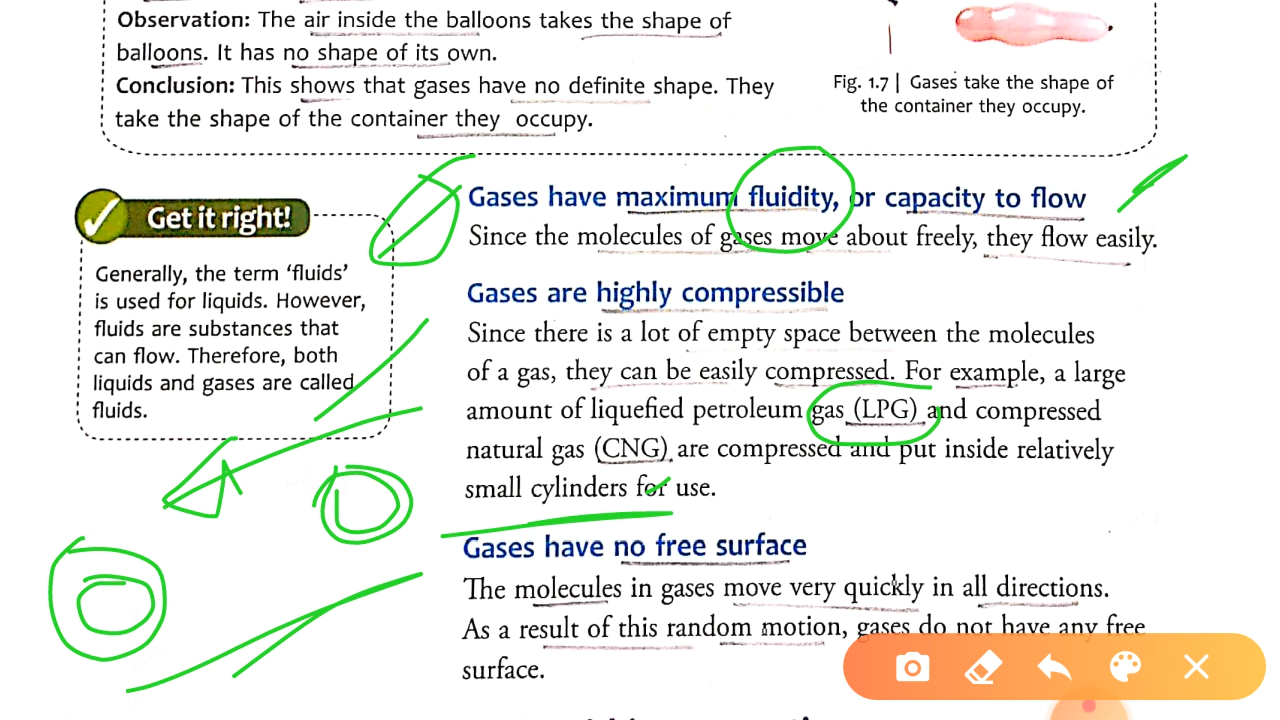 Observation: The air inside the balloons takes the shape of
balloons. It has no shape of its own.
Conclusion: This shows that gases have no definite shape. They
take the shape of the container they occupy.
Fig. 1.7 | Gases take the shape of
the container they occupy.
Get it right!
Generally, the term ‘fluids’
is used for liquids. However,
fluids are substances that
can flow. Therefore, both
liquids and gases are called
fluids.
Gases have maximum fluidity, or capacity to flow
Since the molecules of gases move about freely, they flow easily.
Gases are highly compressible
Since there is a lot of empty space between the molecules
of a gas, they can be easily compressed. For example, a large
amount of liquefied petroleum gas (LPG) and compressed
natural gas (CNG) are compressed and put inside relatively
small cylinders for use.
Gases have no free surface
The molecules in gases move very quickly in all directions.
As a result of this random motion, gases do not have any free
surface.